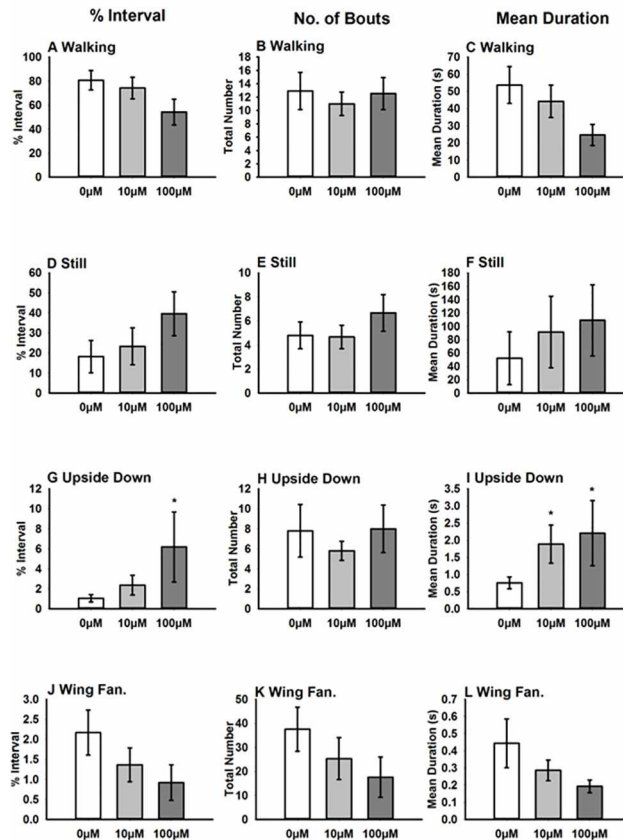 % Interval No. of Bouts Mean Duration
A Walking
% Interval
100
80
60
40
20
0
0µM 10µM 100µM
B Walking
Total Number
18
16
14
12
10
8
6
4
2
0
0µM 10µM 100µM
C Walking
Mean Duration (s)
70
60
50
40
30
20
10
0
0µM 10µM 100µM
D Still
% Interval
60
50
40
30
20
10
0
0µM 10µM 100µM
E Still
Total Number
10
8
6
4
2
0
0µM 10µM 100µM
F Still
Mean Duration (s)
180
160
140
120
100
80
60
40
20
0
0µM 10µM 100µM
G Upside Down
% Interval
12
10
8
6
4
2
0
*
0µM 10µM 100µM
H Upside Down
Total Number
12
10
8
6
4
2
0
0µM 10µM 100µM
I Upside Down
Mean Duration (s)
3.5
3.0
2.5
2.0
1.5
1.0
0.5
0.0
* *
0µM 10µM 100µM
J Wing Fan.
% Interval
3.0
2.5
2.0
1.5
1.0
0.5
0.0
0µM 10µM 100µM
K Wing Fan.
Total Number
50
40
30
20
10
0
0µM 10µM 100µM
L Wing Fan.
Mean Duration (s)
0.7
0.6
0.5
0.4
0.3
0.2
0.1
0.0
0µM 10µM 100µM